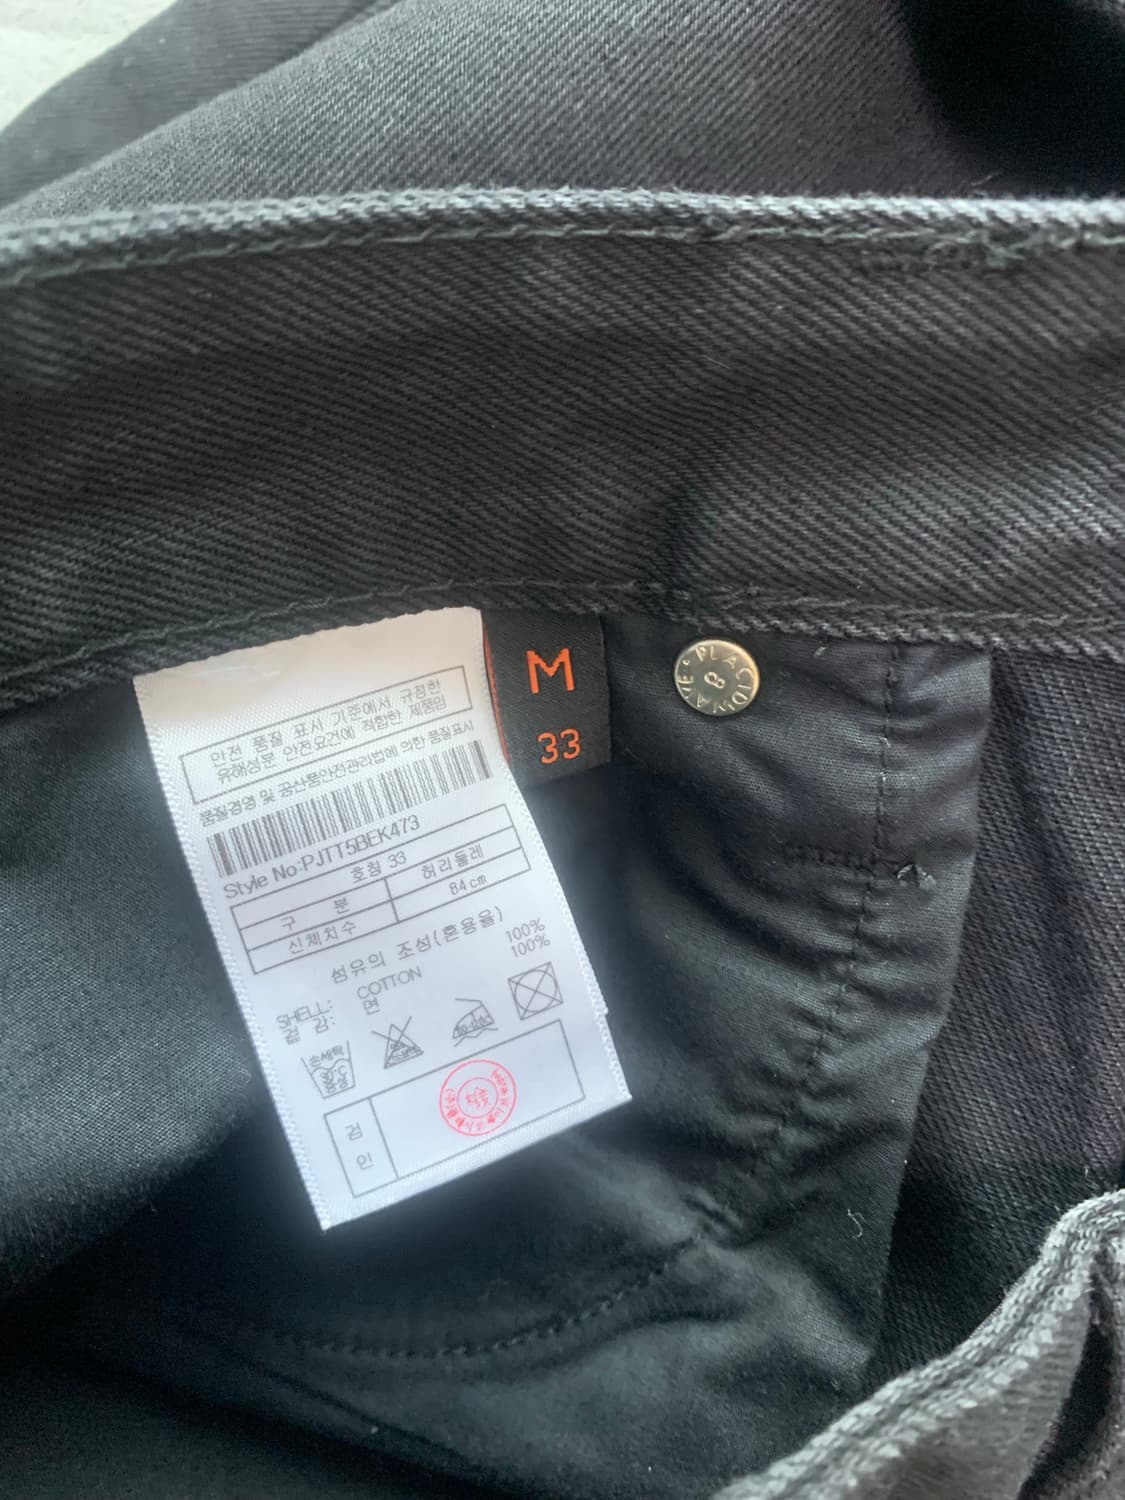 안전 품질 표시 기준에서 규정한
유해성분 안전요건에 적합한 제품임
품질경영 및 공산품안전관리법에 의한 품질표시
Style No:PJTT5BEK473
호칭 33
구 분 허리둘레
신체치수 84cm
섬유의 조성(혼용율)
SHELL: COTTON 100%
겉 감: 면 100%
손세탁
중성
검
인
M
33
PLACIDWAVE
8